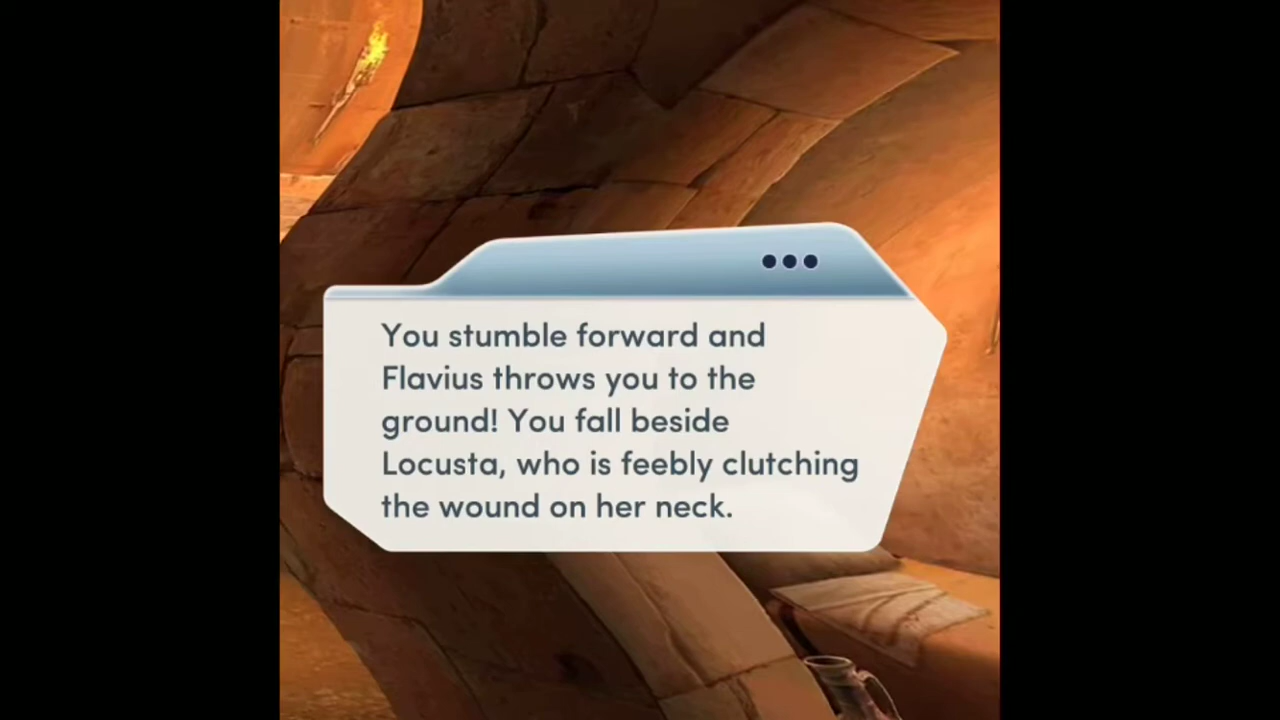 You stumble forward and
Flavius throws you to the
ground! You fall beside
Locusta, who is feebly clutching
the wound on her neck.